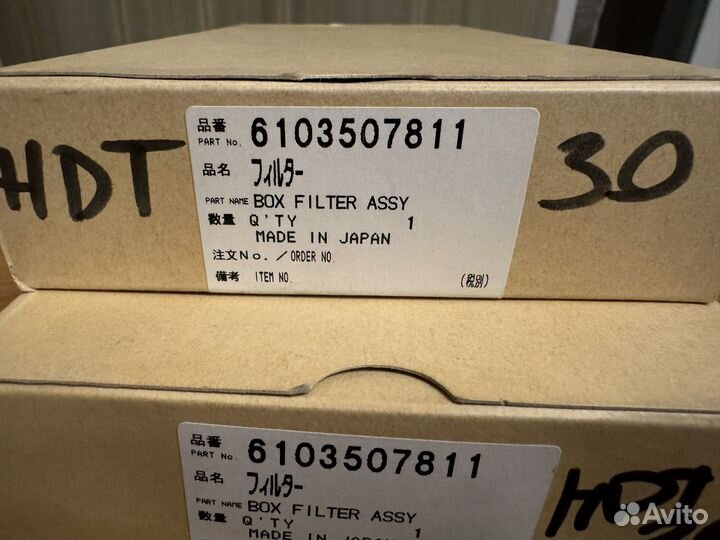 HDT
品番
PART No. 6103507811
品名 フィルター
PART NAME BOX FILTER ASSY
数量 Q'TY 1
MADE IN JAPAN
注文No. / ORDER NO.
備考 ITEM NO. (税別)
30
品番
PART No. 6103507811
品名 フィルター
PART NAME BOX FILTER ASSY
数量 Q'TY 1
MADE IN JAPAN
HDT
Avito